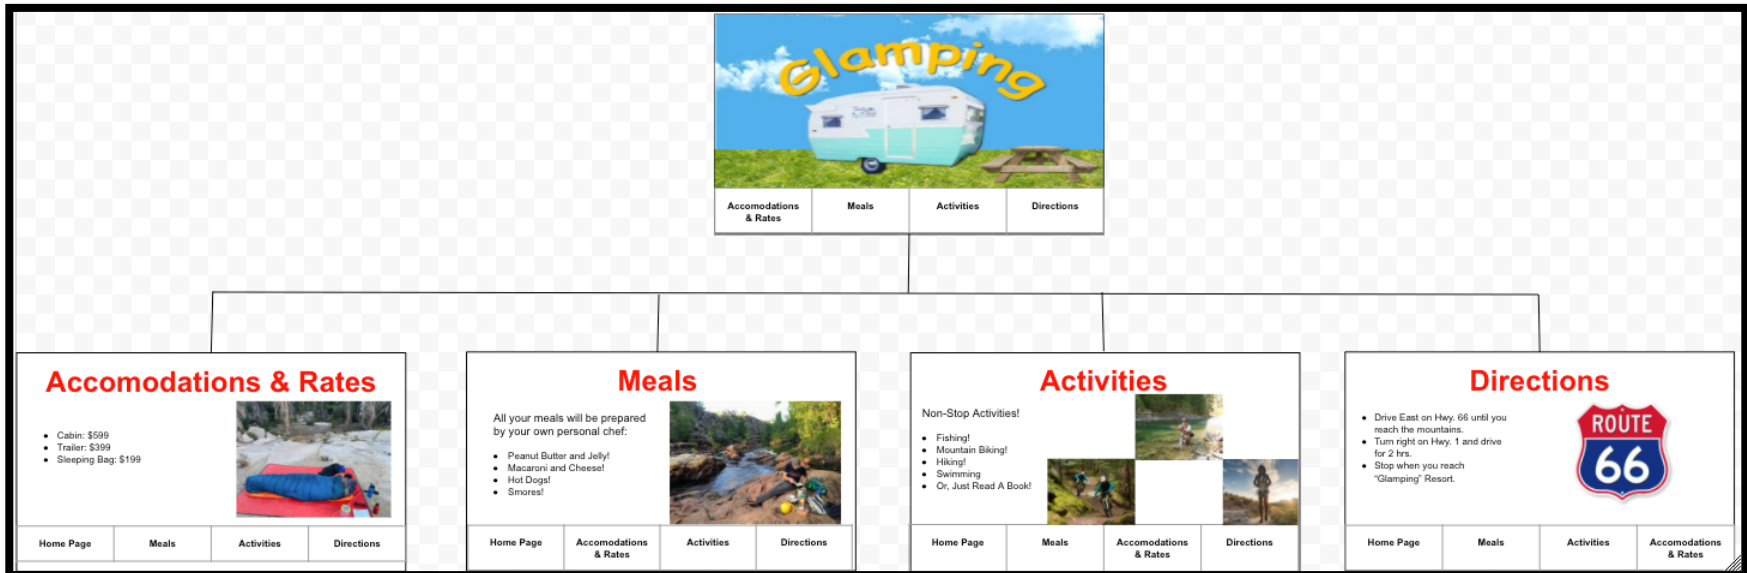 Glamping
Accomodations
& Rates
Meals
Activities
Directions
Accomodations & Rates
Cabin: $599
Trailer: $399
Sleeping Bag: $199
Home Page
Meals
Activities
Directions
Meals
All your meals will be prepared
by your own personal chef:
Peanut Butter and Jelly!
Macaroni and Cheese!
Hot Dogs!
Smores!
Home Page
Accomodations
& Rates
Activities
Directions
Activities
Non-Stop Activities!
Fishing!
Mountain Biking!
Hiking!
Swimming
Or, Just Read A Book!
Home Page
Meals
Accomodations
& Rates
Directions
Directions
Drive East on Hwy. 66 until you
reach the mountains.
Turn right on Hwy. 1 and drive
for 2 hrs.
Stop when you reach
“Glamping” Resort.
ROUTE
66
Home Page
Meals
Activities
Accomodations
& Rates